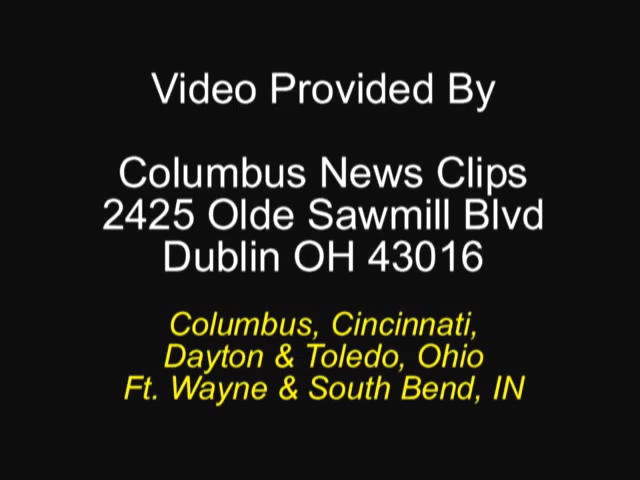 Video Provided By
Columbus News Clips
2425 Olde Sawmill Blvd
Dublin OH 43016
Columbus, Cincinnati,
Dayton & Toledo, Ohio
Ft. Wayne & South Bend, IN